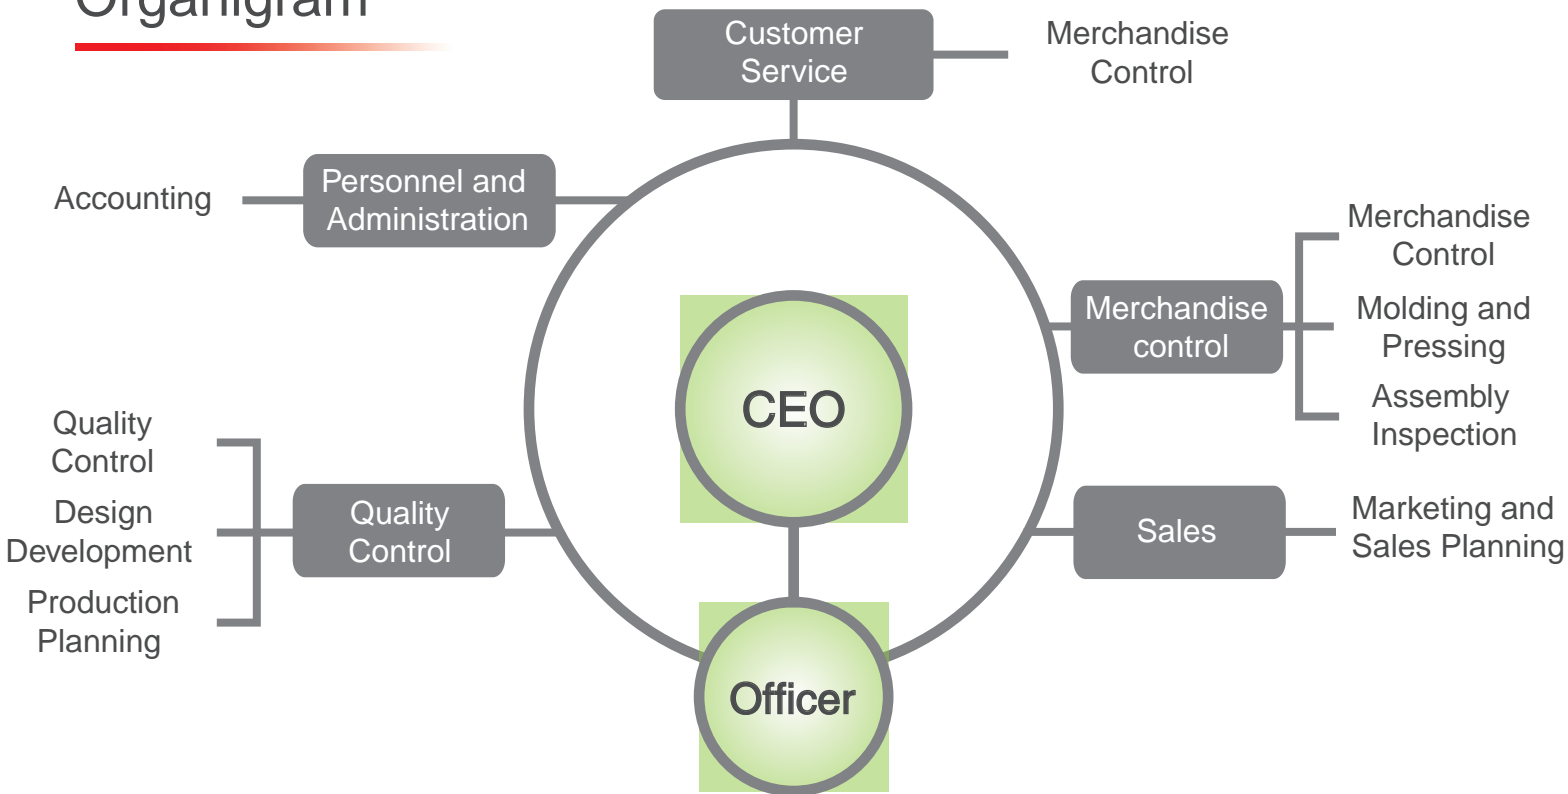 Organigram
Customer
Service
Merchandise
Control
Accounting
Personnel and
Administration
Merchandise
Control
Merchandise
control
Molding and
Pressing
Assembly
Inspection
CEO
Quality
Control
Design
Development
Production
Planning
Quality
Control
Sales
Marketing and
Sales Planning
Officer